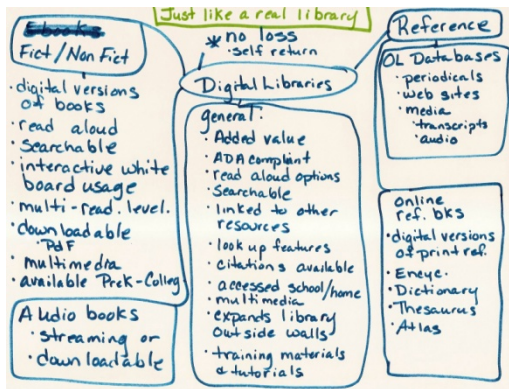 Just like a real library
* no loss
· self return
Digital Libraries
Ebooks
Fict/Non Fict
· digital versions
of books
· read aloud
· Searchable
· interactive white
board usage
· multi-read. level.
· downloadable
· Pdf
· multimedia
· available PreK-Colleg
Audio books
· streaming or
· downloadable
general:
· Added value
· ADA compliant
· read aloud options
· Searchable
· linked to other
resources
· look up features
· citations available
· accessed school/home
· multimedia
· expands library
outside walls
· training materials
& tutorials
Reference
OL Databases
· periodicals
· web sites
· media
· transcripts
· audio
online
ref. bks
· digital versions
of print ref.
· Encyc.
· Dictionary
· Thesaurus
· Atlas